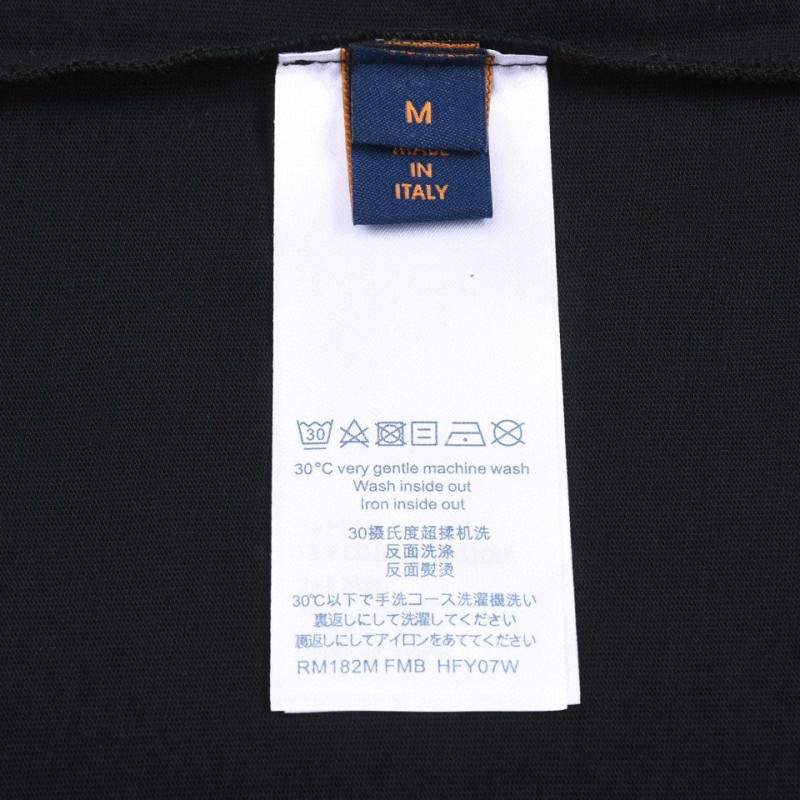 M
MADE
IN
ITALY
30
30°C very gentle machine wash
Wash inside out
Iron inside out
30摄氏度超揉机洗
反面洗涤
反面熨烫
30℃以下で手洗コース洗濯機洗い
裏返しにして洗濯してください
裏返しにしてアイロンをあててください
RM182M FMB HFY07W